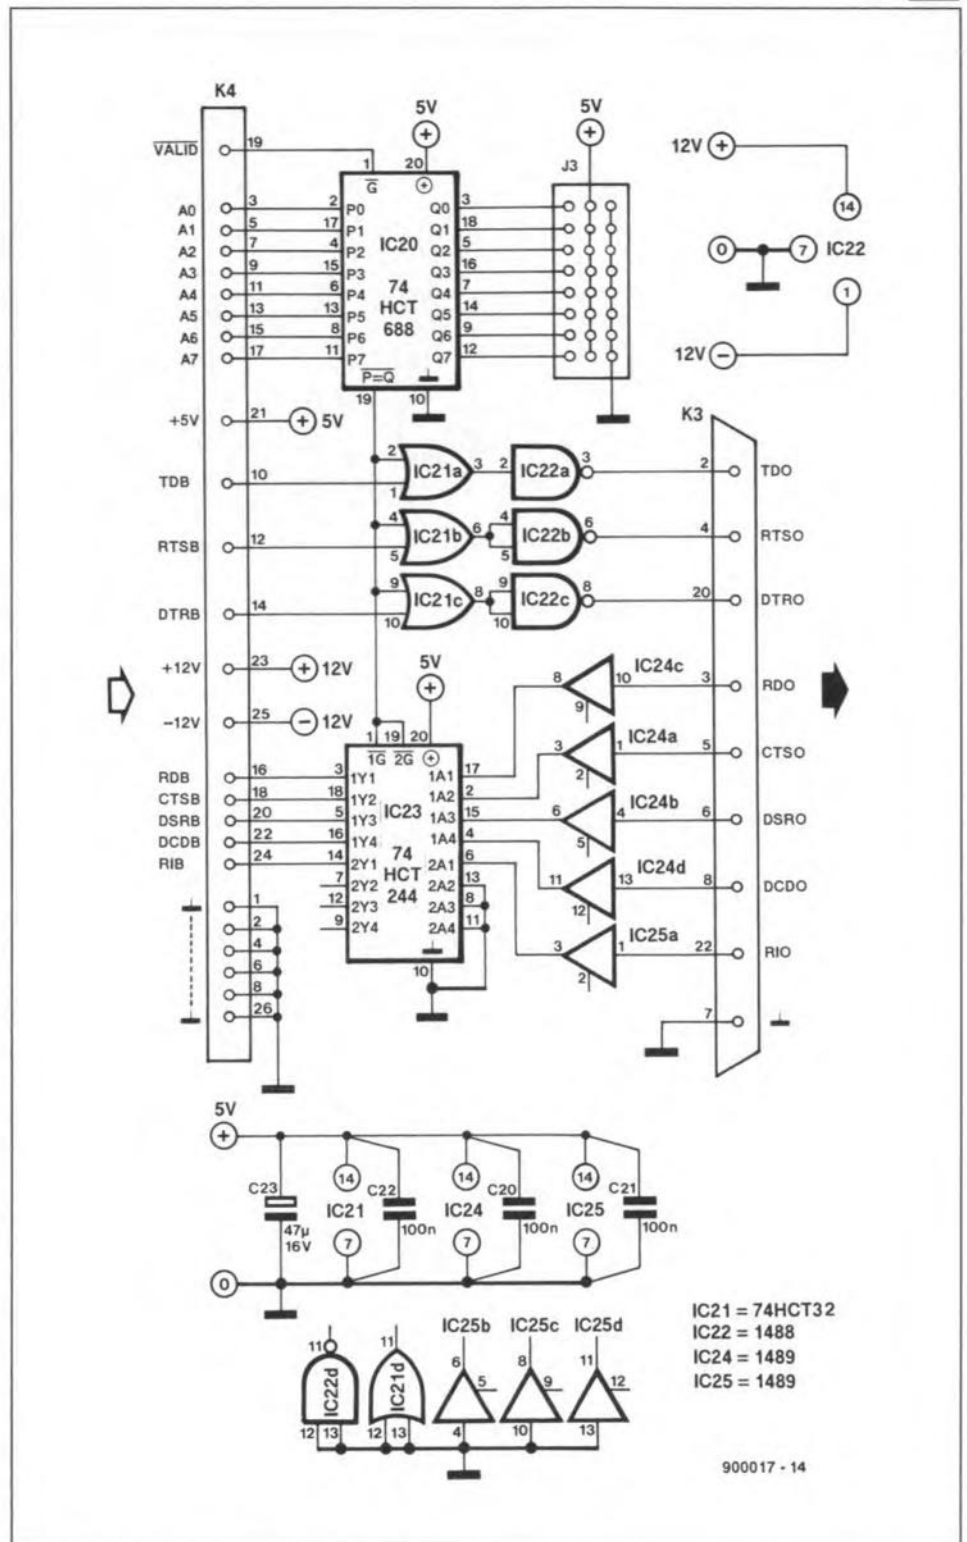 K4
5V
5V
12V +
VALID 19 1 20 J3
G +
14
A0 3 2 P0 Q0 3
A1 5 17 P1 IC20 Q1 18
A2 7 4 P2 Q2 5 0 7 IC22
A3 9 15 P3 Q3 16
A4 11 6 P4 74 Q4 7 1
A5 13 13 P5 HCT Q5 14
A6 15 8 P6 688 Q6 9
A7 17 11 P7 Q7 12 12V −
P=Q
19 10
+5V 21 + 5V K3
2 3 2 3
TDB 10 1 IC21a IC22a 2 TDO
4 6 4 6
RTSB 12 5 IC21b 5 IC22b 4 RTSO
9 8 9 8
DTRB 14 10 IC21c 10 IC22c 20 DTRO
+12V 23 + 12V 5V 8 IC24c 10 3 RDO
+ 9
−12V 25 − 12V 1 19 20 IC24a
1G 2G + 3 1 5 CTSO
RDB 16 3 1Y1 1A1 17 2
CTSB 18 18 1Y2 1A2 2 IC24b
DSRB 20 5 1Y3 IC23 1A3 15 6 4 6 DSRO
DCDB 22 16 1Y4 1A4 4 5
RIB 24 14 2Y1 74 2A1 6 IC24d
7 2Y2 HCT 2A2 13 11 13 8 DCDO
1 12 2Y3 244 2A3 8 12
2 9 2Y4 2A4 11 IC25a
4 3 1 22 RIO
6 10 2
8
26 7
5V
+
C23 14 C22 14 C20 14 C21
IC21 IC24 IC25
47µ 100n 100n 100n
16V 7 7 7
0
IC21 = 74HCT32
IC22 = 1488
IC24 = 1489
IC25 = 1489
IC25b IC25c IC25d
11 11 6 8 11
5 9 12
IC22d IC21d
12 13 12 13 4 10 13
900017 - 14